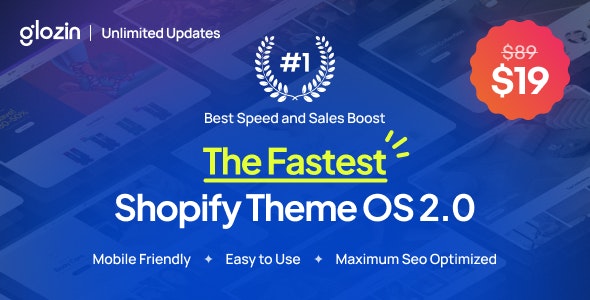 glozin | Unlimited Updates
#1
$89
$19
Best Speed and Sales Boost
The Fastest
Shopify Theme OS 2.0
Mobile Friendly ✦ Easy to Use ✦ Maximum Seo Optimized